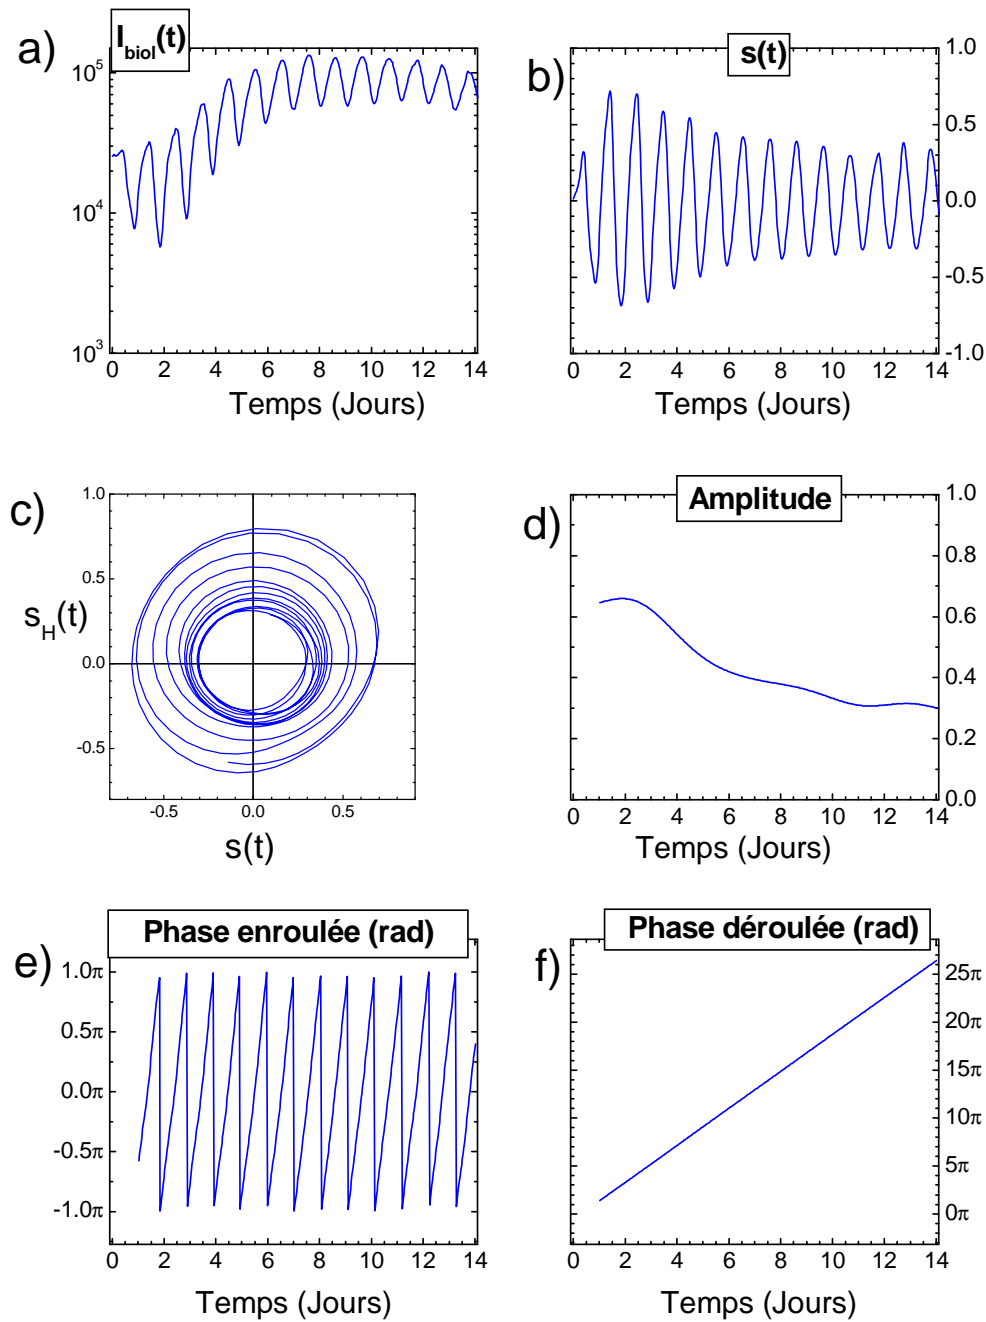 a)
I_biol(t)
10^5
10^4
10^3
0 2 4 6 8 10 12 14
Temps (Jours)
b)
s(t)
1.0
0.5
0.0
-0.5
-1.0
0 2 4 6 8 10 12 14
Temps (Jours)
c)
1.0
0.5
s_H(t)
0.0
-0.5
-0.5 0.0 0.5
s(t)
d)
Amplitude
1.0
0.8
0.6
0.4
0.2
0.0
0 2 4 6 8 10 12 14
Temps (Jours)
e)
Phase enroulée (rad)
1.0π
0.5π
0.0π
-0.5π
-1.0π
0 2 4 6 8 10 12 14
Temps (Jours)
f)
Phase déroulée (rad)
25π
20π
15π
10π
5π
0π
0 2 4 6 8 10 12 14
Temps (Jours)